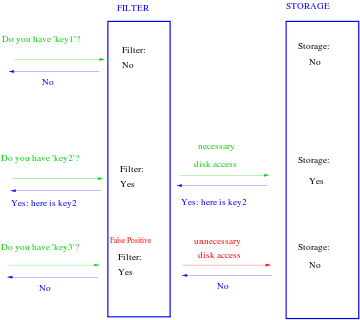 FILTER
STORAGE
Do you have 'key1'?
Filter:
No
Storage:
No
No
Do you have 'key2'?
Filter:
Yes
necessary
disk access
Storage:
Yes
Yes: here is key2
Yes: here is key2
Do you have 'key3'?
False Positive
Filter:
Yes
unnecessary
disk access
Storage:
No
No
No